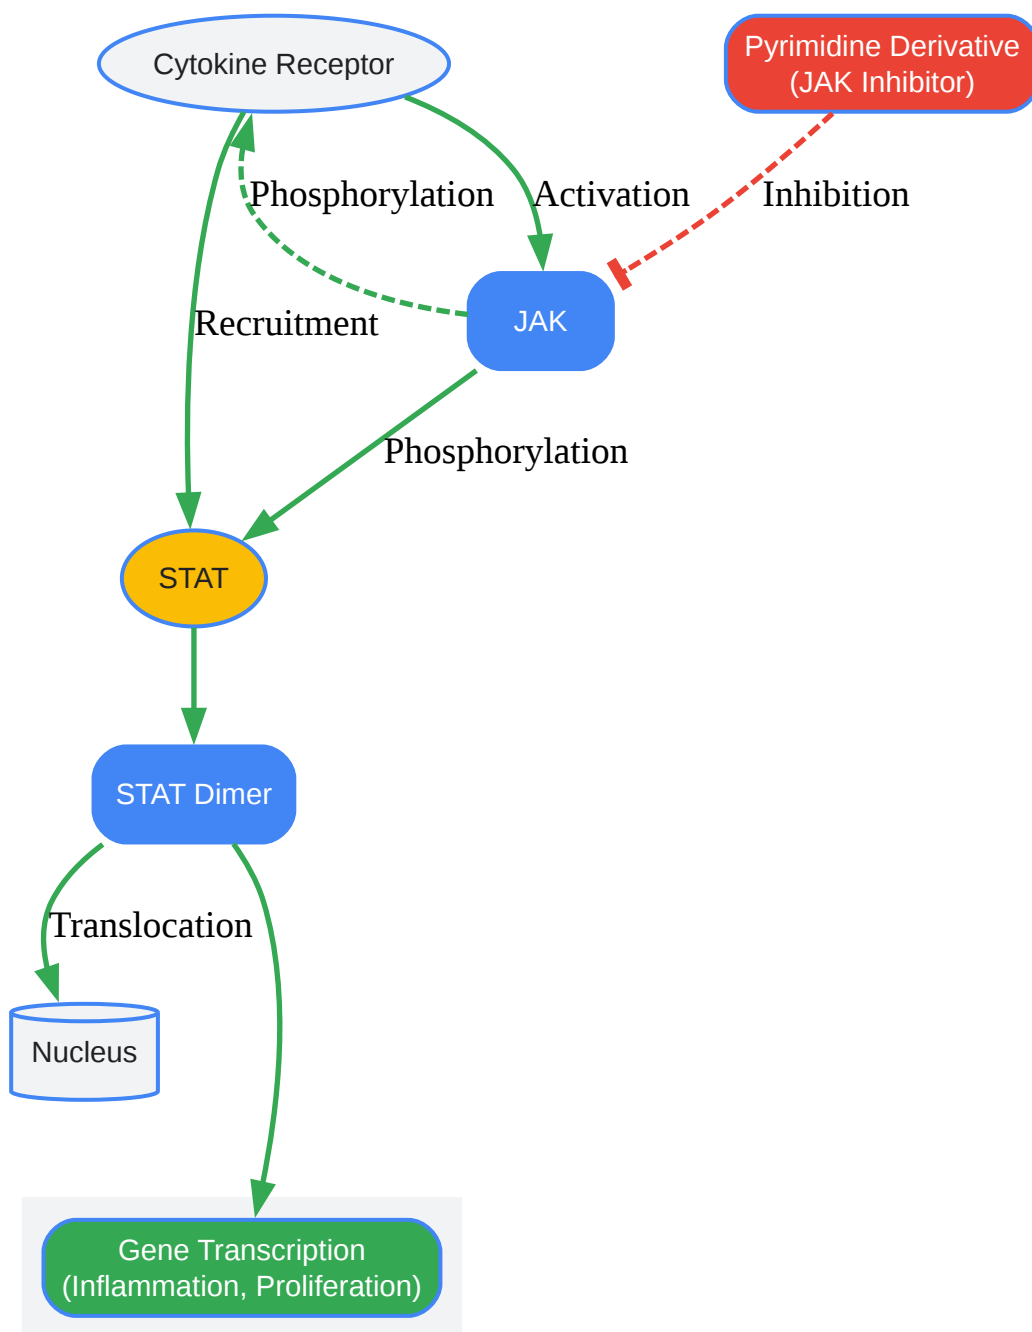 Cytokine Receptor
Pyrimidine Derivative
(JAK Inhibitor)
Phosphorylation
Activation
Inhibition
Recruitment
JAK
Phosphorylation
STAT
STAT Dimer
Translocation
Nucleus
Gene Transcription
(Inflammation, Proliferation)